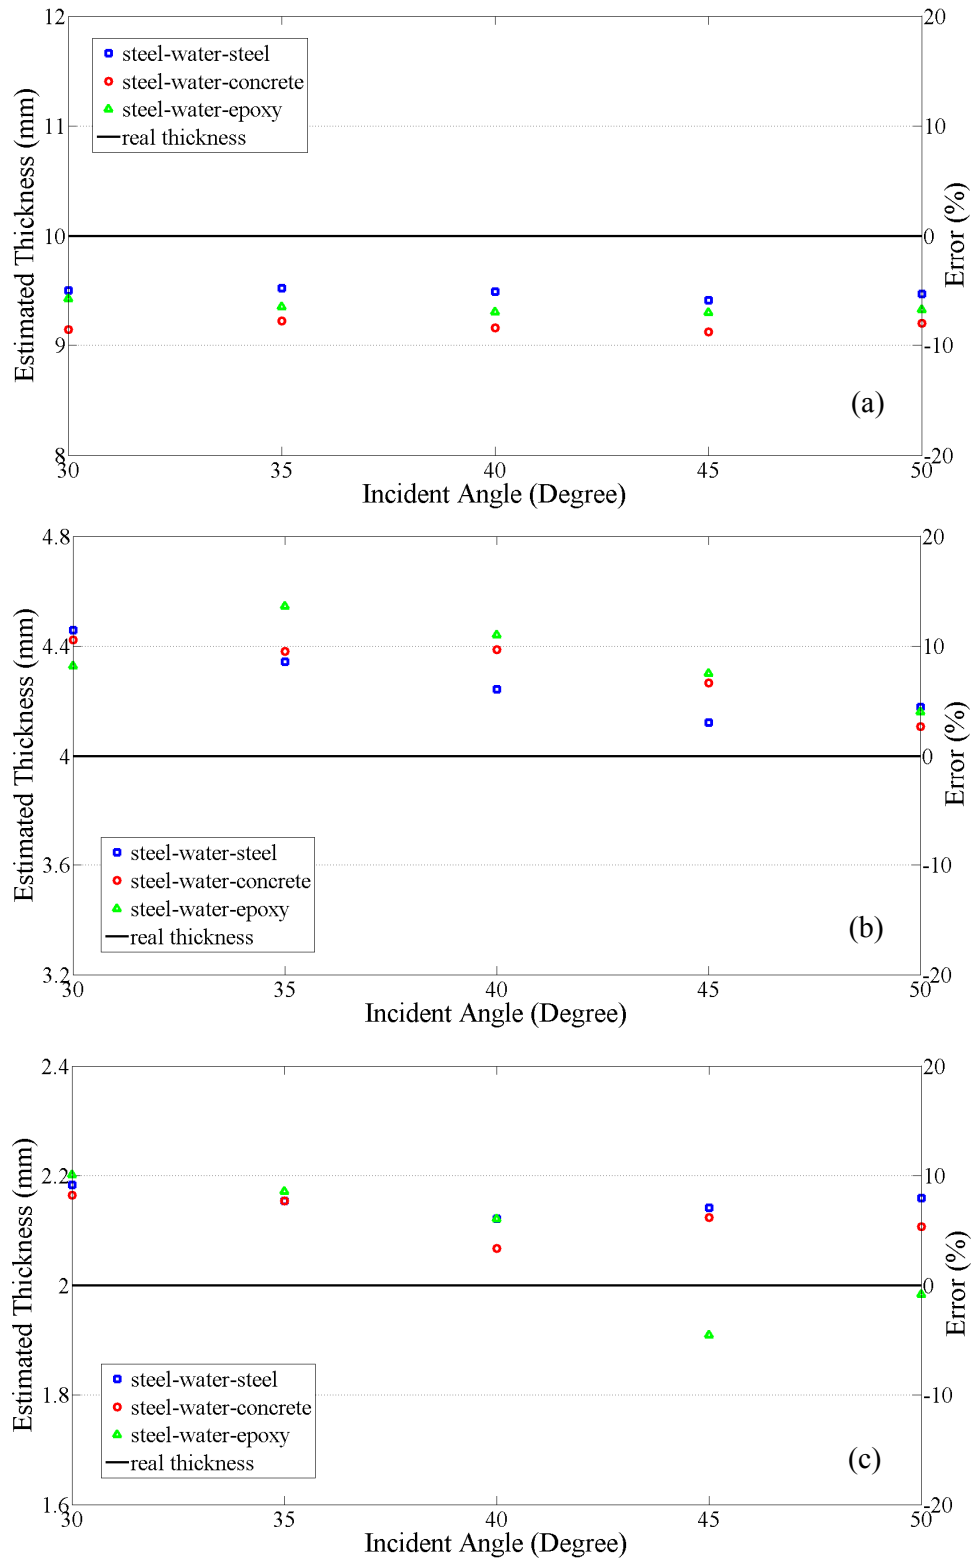 12
20
steel-water-steel
steel-water-concrete
steel-water-epoxy
real thickness
11
10
10
0
9
-10
8
-20
Estimated Thickness (mm)
Error (%)
(a)
30
35
40
45
50
Incident Angle (Degree)
4.8
20
4.4
10
4
0
3.6
-10
3.2
-20
Estimated Thickness (mm)
Error (%)
steel-water-steel
steel-water-concrete
steel-water-epoxy
real thickness
(b)
30
35
40
45
50
Incident Angle (Degree)
2.4
20
2.2
10
2
0
1.8
-10
1.6
-20
Estimated Thickness (mm)
Error (%)
steel-water-steel
steel-water-concrete
steel-water-epoxy
real thickness
(c)
30
35
40
45
50
Incident Angle (Degree)